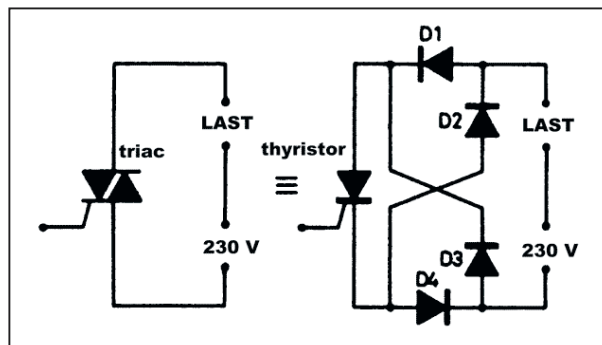 triac
LAST
230 V
≡
thyristor
D1
D2
LAST
D3
230 V
D4